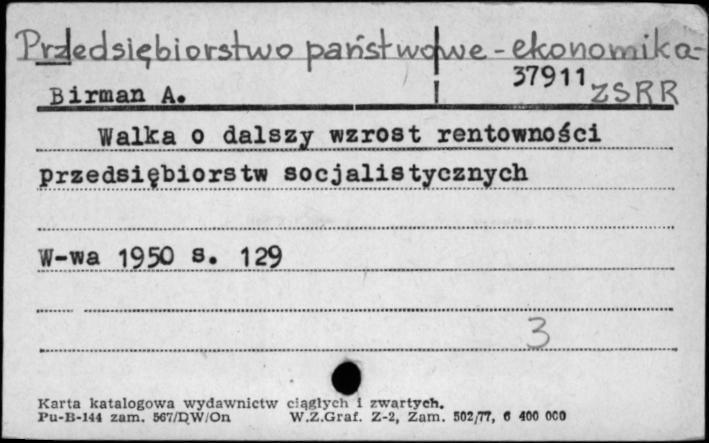 Przedsiębiorstwo państwowe - ekonomika -
37911
ZSRR
Birman A.
Walka o dalszy wzrost rentowności
przedsiębiorstw socjalistycznych
W-wa 1950 s. 129
3
Karta katalogowa wydawnictw ciągłych i zwartych.
Pu-B-144 zam. 567/DW/On W.Z.Graf. Z-2, Zam. 502/77, 6 400 000